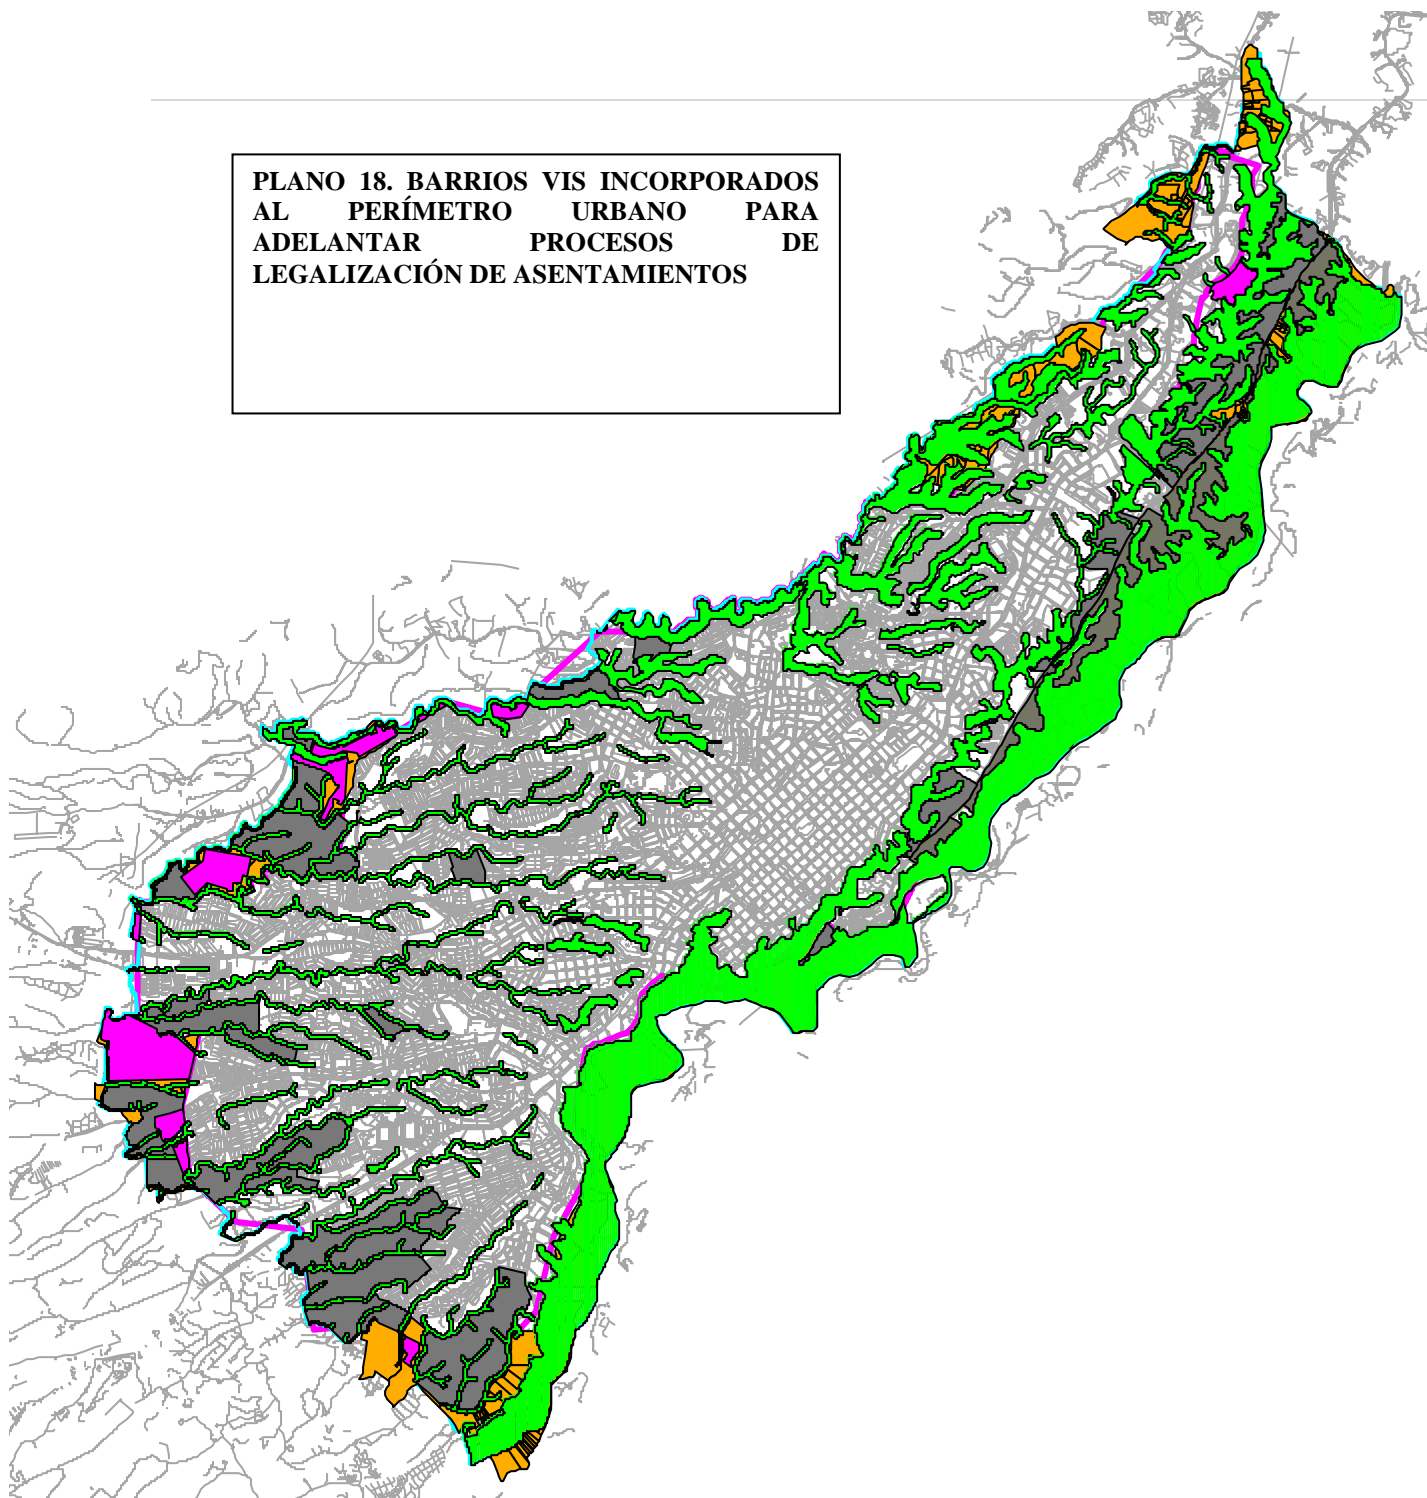 PLANO 18. BARRIOS VIS INCORPORADOS
AL PERÍMETRO URBANO PARA
ADELANTAR PROCESOS DE
LEGALIZACIÓN DE ASENTAMIENTOS